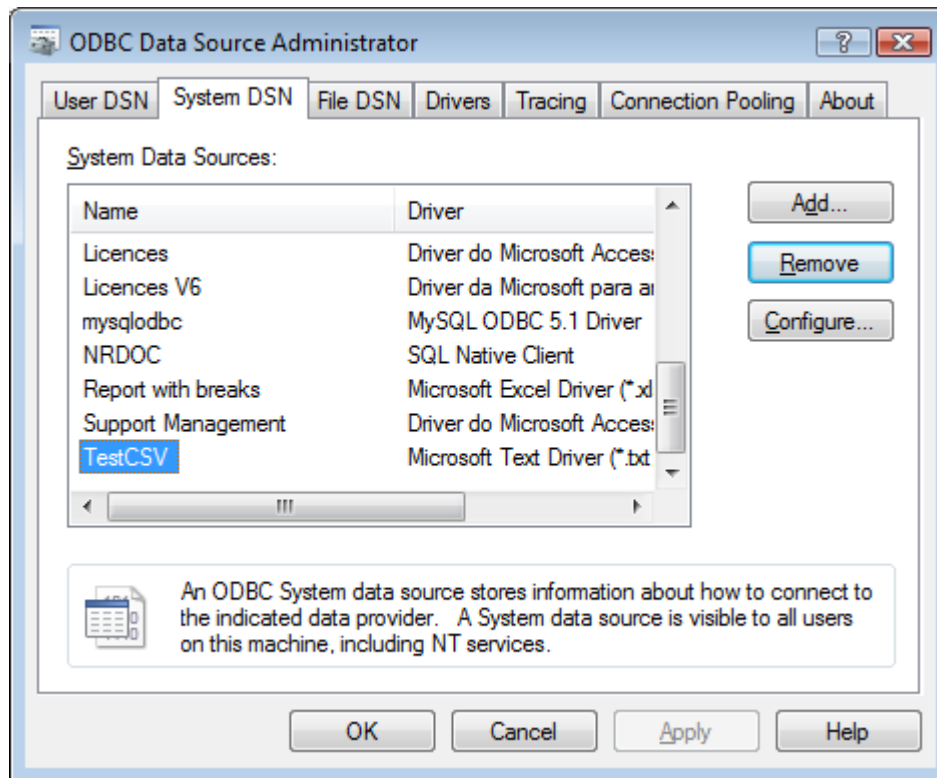 ODBC Data Source Administrator
User DSN System DSN File DSN Drivers Tracing Connection Pooling About
System Data Sources:
Name Driver
Licences Driver do Microsoft Acces
Licences V6 Driver da Microsoft para a
mysqlodbc MySQL ODBC 5.1 Driver
NRDOC SQL Native Client
Report with breaks Microsoft Excel Driver (*.xl
Support Management Driver do Microsoft Acces
TestCSV Microsoft Text Driver (*.txt
Add...
Remove
Configure...
An ODBC System data source stores information about how to connect to
the indicated data provider. A System data source is visible to all users
on this machine, including NT services.
OK Cancel Apply Help